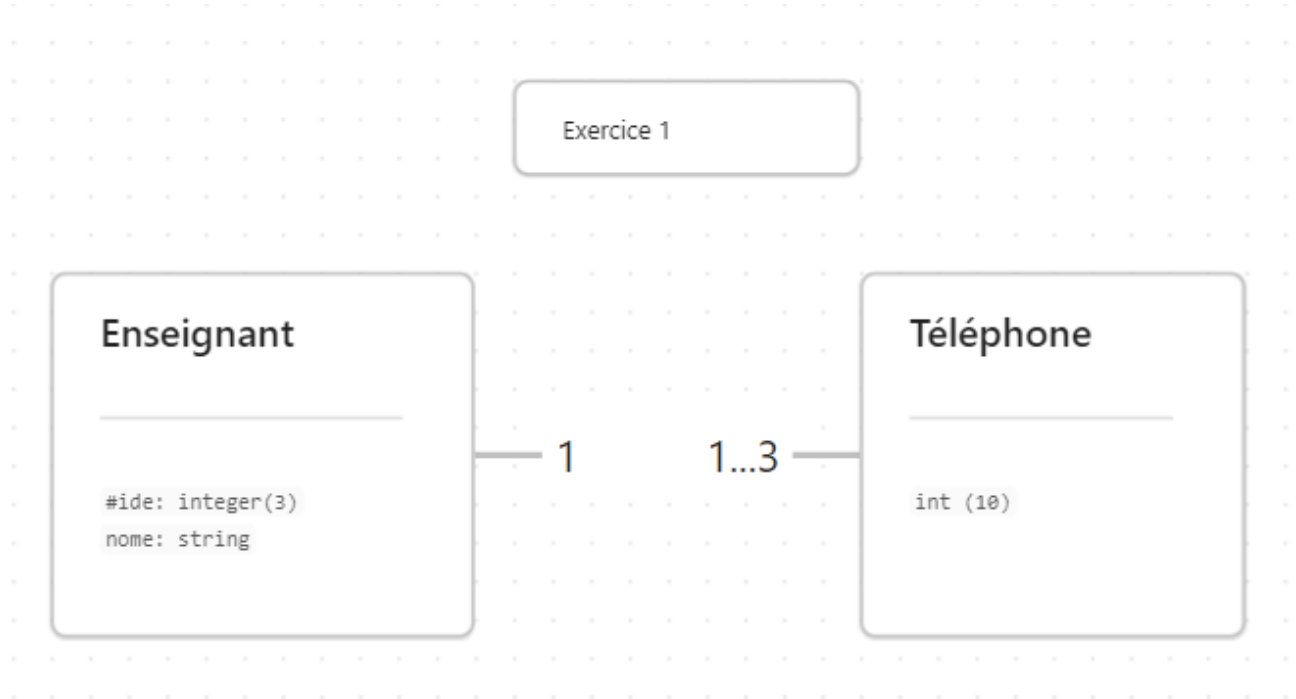 Exercice 1
Enseignant
#ide: integer(3)
nome: string
1
1...3
Téléphone
int (10)